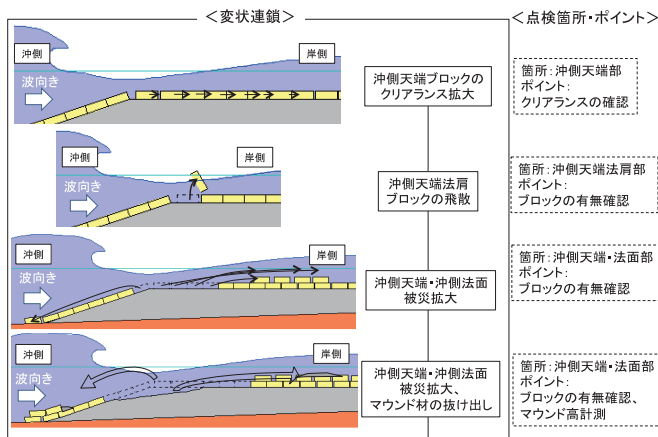 ＜変状連鎖＞
＜点検箇所・ポイント＞
沖側
岸側
波向き
沖側天端ブロックの
クリアランス拡大
箇所：沖側天端部
ポイント：
クリアランスの確認
沖側
岸側
波向き
沖側天端法肩
ブロックの飛散
箇所：沖側天端法肩部
ポイント：
ブロックの有無確認
沖側
岸側
波向き
沖側天端・沖側法面
被災拡大
箇所：沖側天端・法面部
ポイント：
ブロックの有無確認
沖側
岸側
波向き
沖側天端・沖側法面
被災拡大、
マウンド材の抜け出し
箇所：沖側天端・法面部
ポイント：
ブロックの有無確認、
マウンド高計測